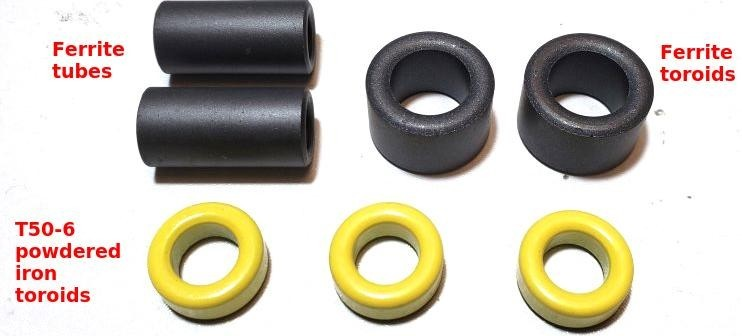 Ferrite
tubes
Ferrite
toroids
T50-6
powdered
iron
toroids